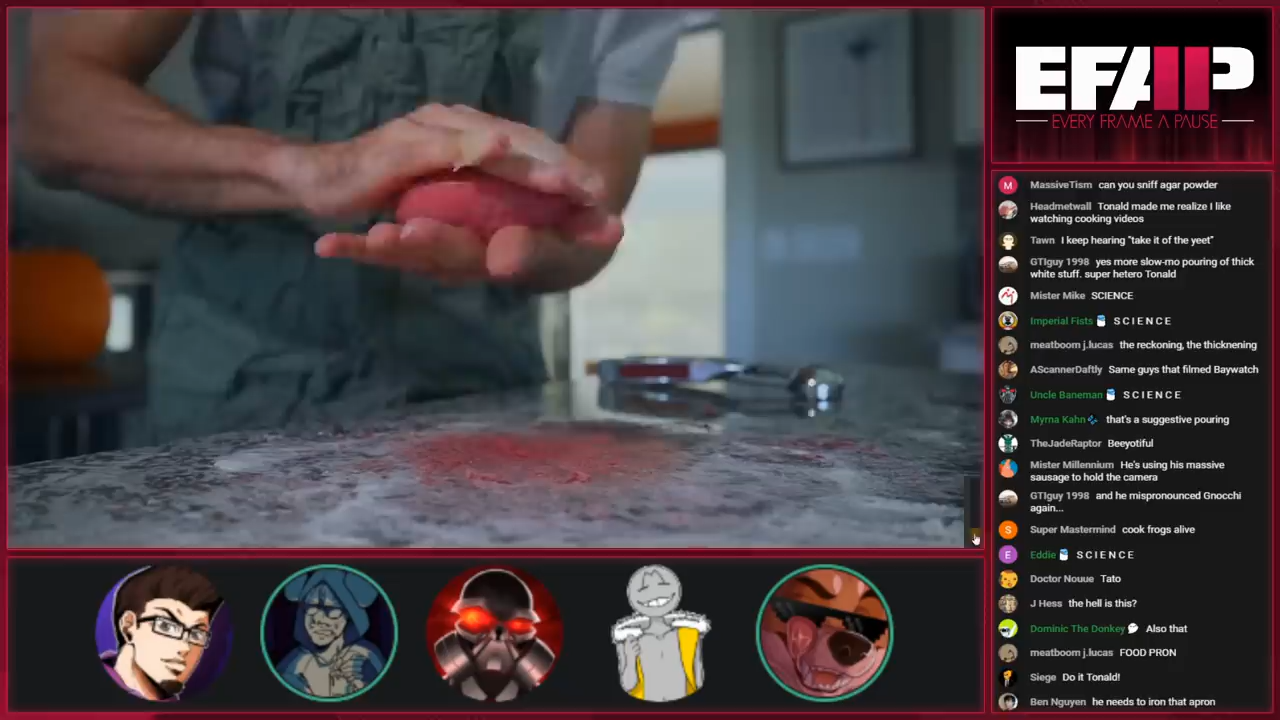 EFAP
EVERY FRAME A PAUSE
M
MassiveTism can you sniff agar powder
Headmetwall Tonald made me realize I like
watching cooking videos
Tawn I keep hearing "take it of the yeet"
GTIguy 1998 yes more slow-mo pouring of thick
white stuff. super hetero Tonald
Mister Mike SCIENCE
Imperial Fists S C I E N C E
meatboom j.lucas the reckoning, the thicknening
AScannerDaftly Same guys that filmed Baywatch
Uncle Baneman S C I E N C E
Myrna Kahn that's a suggestive pouring
TheJadeRaptor Beeyotiful
Mister Millennium He's using his massive
sausage to hold the camera
GTIguy 1998 and he mispronounced Gnocchi
again...
S
Super Mastermind cook frogs alive
E
Eddie S C I E N C E
Doctor Nouue Tato
J Hess the hell is this?
Dominic The Donkey Also that
meatboom j.lucas FOOD PRON
Siege Do it Tonald!
Ben Nguyen he needs to iron that apron